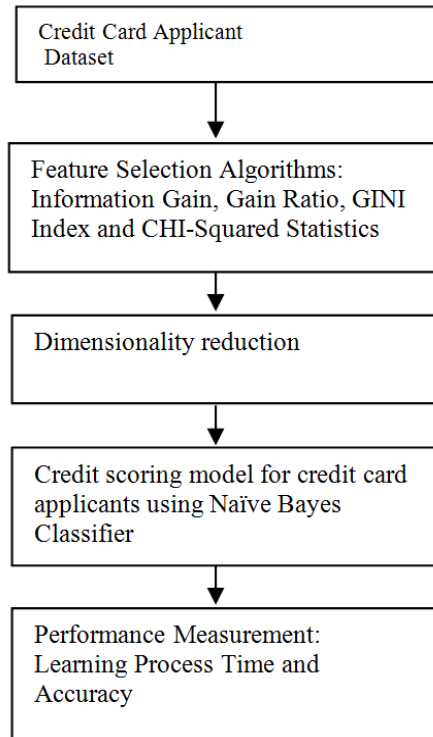 Credit Card Applicant
Dataset
Feature Selection Algorithms:
Information Gain, Gain Ratio, GINI
Index and CHI-Squared Statistics
Dimensionality reduction
Credit scoring model for credit card
applicants using Naïve Bayes
Classifier
Performance Measurement:
Learning Process Time and
Accuracy